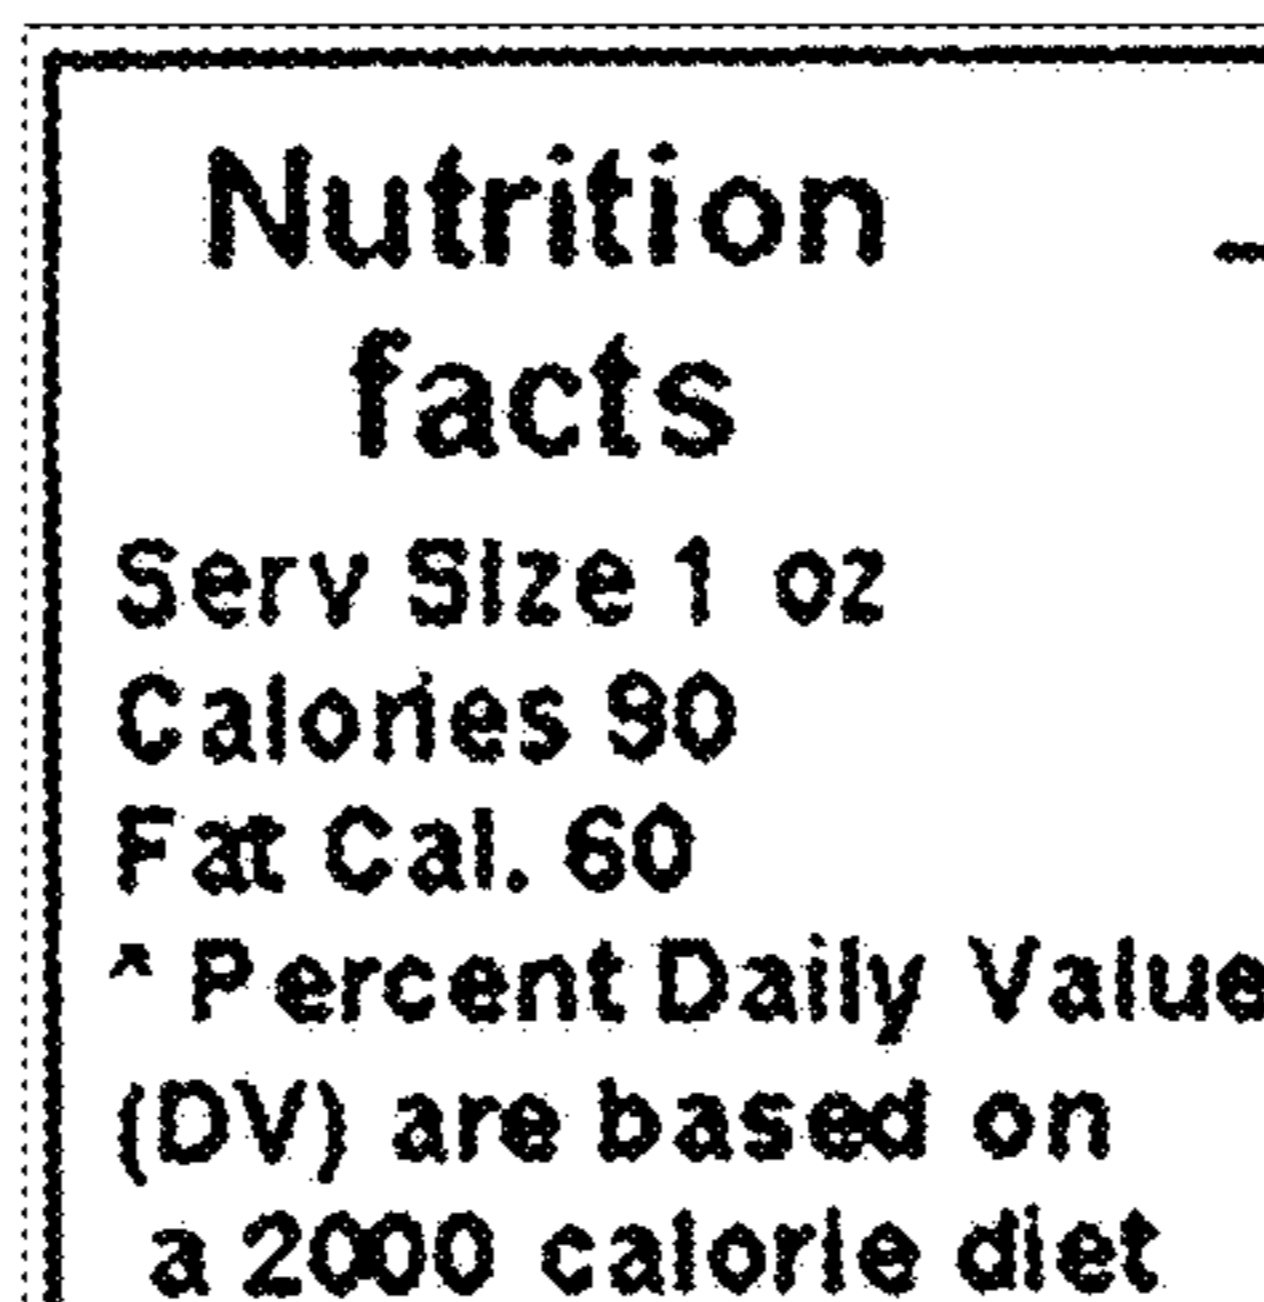 Nutrition
facts
Serv Size 1 oz
Calories 90
Fat Cal. 60
^ Percent Daily Value
(DV) are based on
a 2000 calorie diet